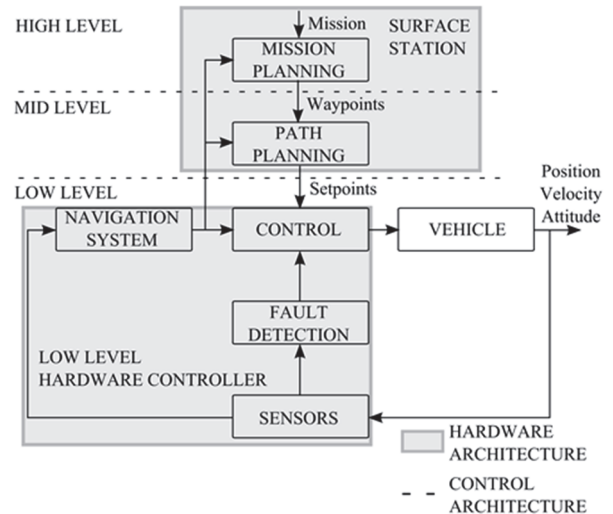 HIGH LEVEL
Mission
SURFACE
STATION
MISSION
PLANNING
Waypoints
MID LEVEL
PATH
PLANNING
Setpoints
LOW LEVEL
Position
Velocity
Attitude
NAVIGATION
SYSTEM
CONTROL
VEHICLE
FAULT
DETECTION
LOW LEVEL
HARDWARE CONTROLLER
SENSORS
HARDWARE
ARCHITECTURE
CONTROL
ARCHITECTURE